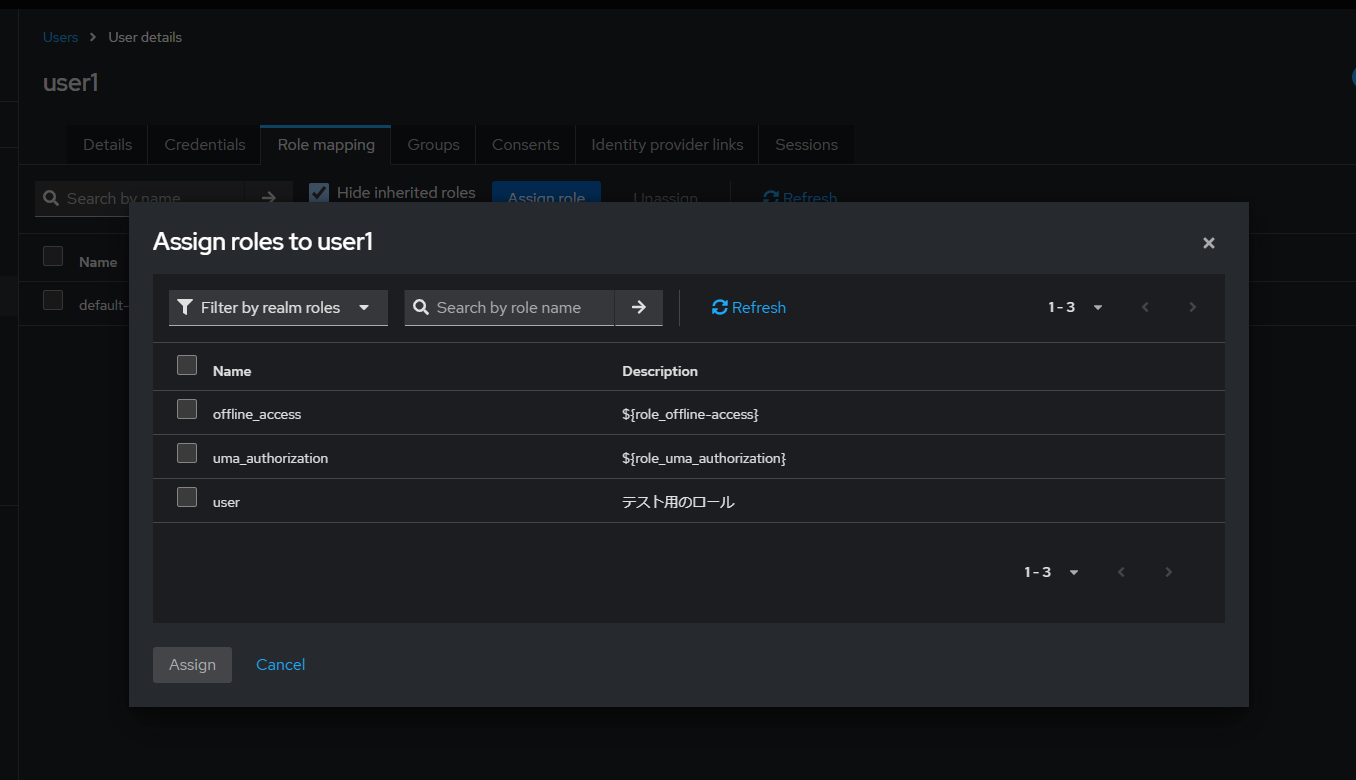 Users > User details
user1
Details Credentials Role mapping Groups Consents Identity provider links Sessions
Search by name Hide inherited roles Assign role Unassign Refresh
Name
default-
Assign roles to user1
Filter by realm roles Search by role name Refresh 1 - 3
Name Description
offline_access ${role_offline-access}
uma_authorization ${role_uma_authorization}
user テスト用のロール
1 - 3
Assign Cancel